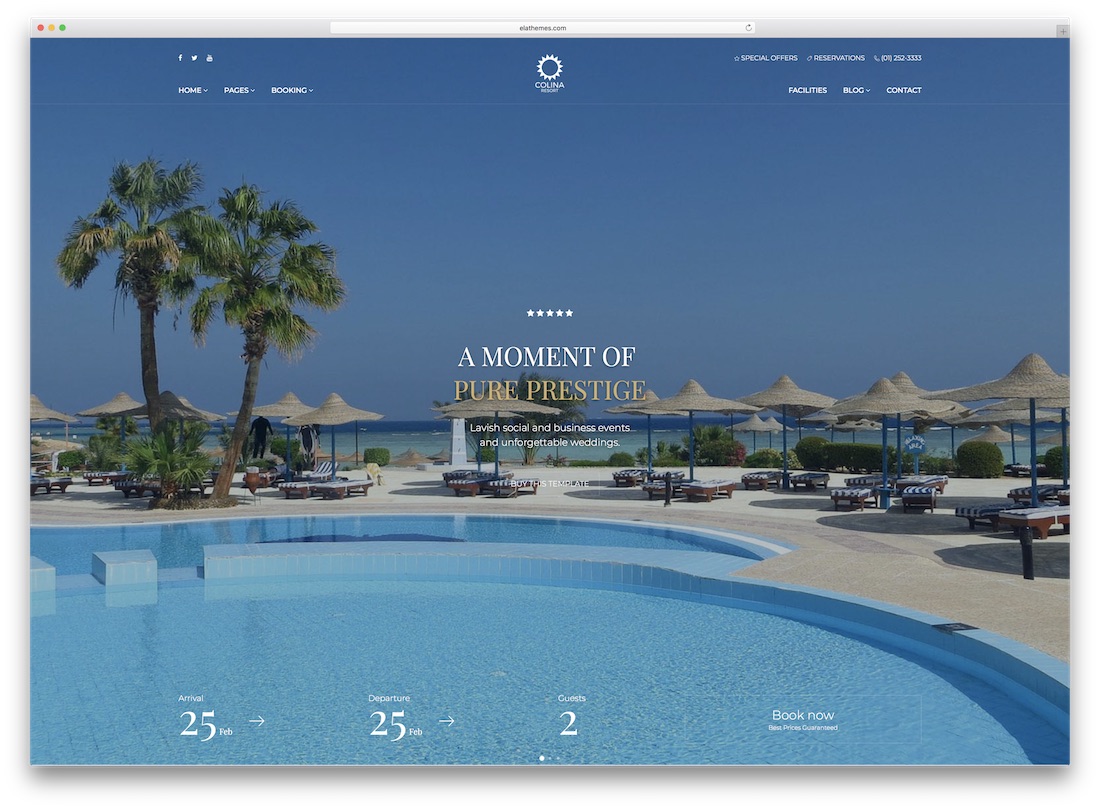 elathemes.com
SPECIAL OFFERS
RESERVATIONS
(01) 252-3333
COLINA
RESORT
HOME
PAGES
BOOKING
FACILITIES
BLOG
CONTACT
A MOMENT OF
PURE PRESTIGE
Lavish social and business events
and unforgettable weddings.
BUY THIS TEMPLATE
Arrival
25 Feb
Departure
25 Feb
Guests
2
Book now
Best Prices Guaranteed